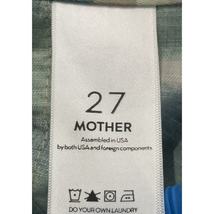 27
MOTHER
Assembled in USA
by both USA and foreign components
DO YOUR OWN LAUNDRY